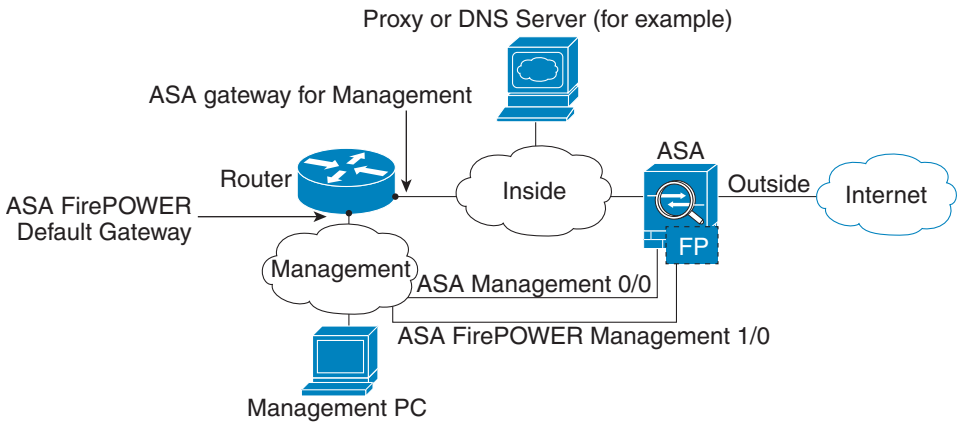 Proxy or DNS Server (for example)
ASA gateway for Management
ASA
Router
Inside
Outside
Internet
ASA FirePOWER
Default Gateway
FP
Management
ASA Management 0/0
ASA FirePOWER Management 1/0
Management PC